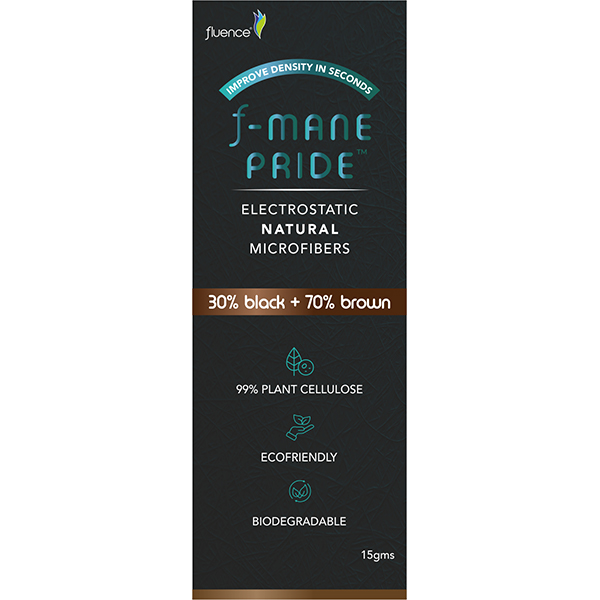 fluence®
IMPROVE DENSITY IN SECONDS
f-MANE
PRIDE™
ELECTROSTATIC
NATURAL
MICROFIBERS
30% black + 70% brown
99% PLANT CELLULOSE
ECOFRIENDLY
BIODEGRADABLE
15gms